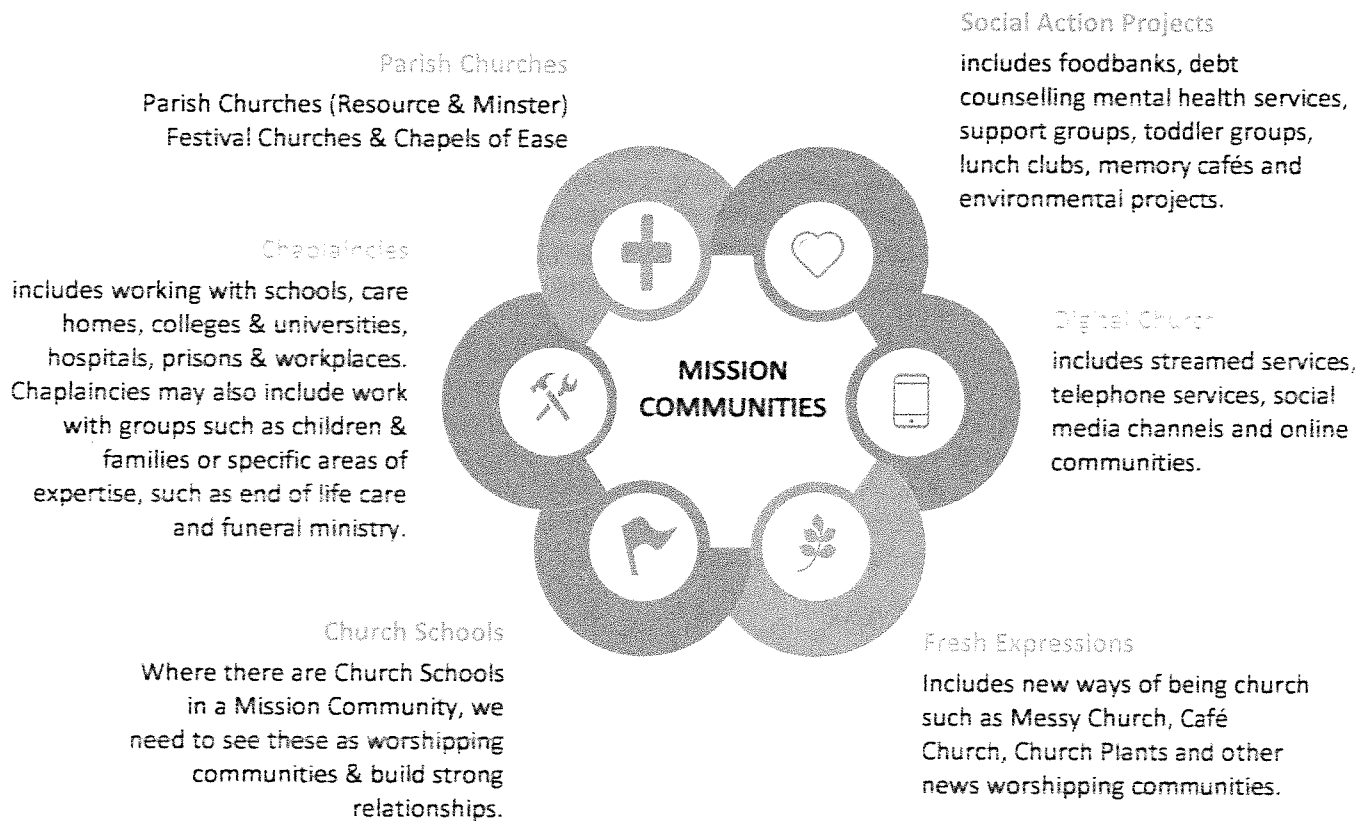 Parish Churches
Parish Churches (Resource & Minster)
Festival Churches & Chapels of Ease
Social Action Projects
includes foodbanks, debt
counselling mental health services,
support groups, toddler groups,
lunch clubs, memory cafés and
environmental projects.
Chaplaincies
includes working with schools, care
homes, colleges & universities,
hospitals, prisons & workplaces.
Chaplaincies may also include work
with groups such as children &
families or specific areas of
expertise, such as end of life care
and funeral ministry.
MISSION
COMMUNITIES
Digital Church
includes streamed services,
telephone services, social
media channels and online
communities.
Church Schools
Where there are Church Schools
in a Mission Community, we
need to see these as worshipping
communities & build strong
relationships.
Fresh Expressions
Includes new ways of being church
such as Messy Church, Café
Church, Church Plants and other
news worshipping communities.